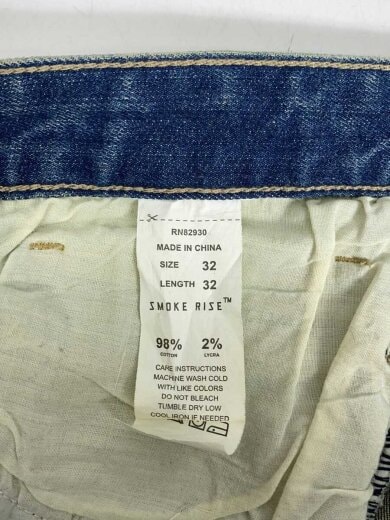 RN82930
MADE IN CHINA
SIZE 32
LENGTH 32
SMOKE RISE™
98% 2%
COTTON LYCRA
CARE INSTRUCTIONS
MACHINE WASH COLD
WITH LIKE COLORS
DO NOT BLEACH
TUMBLE DRY LOW
COOL IRON IF NEEDED